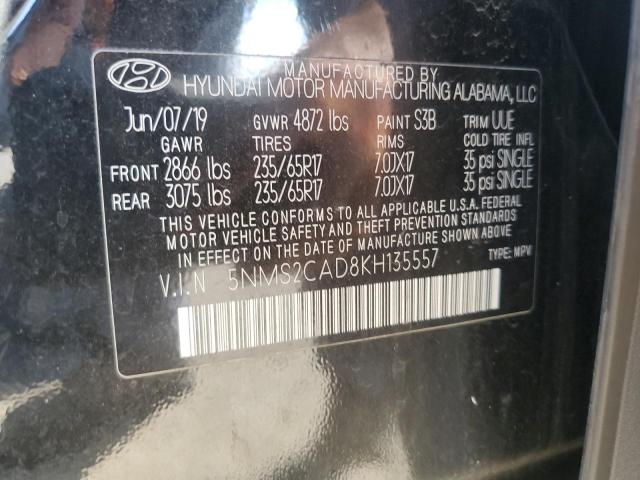 MANUFACTURED BY
HYUNDAI MOTOR MANUFACTURING ALABAMA, LLC
Jun/07/19 GVWR 4872 lbs PAINT S3B TRIM UUE
GAWR TIRES RIMS COLD TIRE INFL
FRONT 2866 lbs 235/65R17 7.0JX17 35 psi SINGLE
REAR 3075 lbs 235/65R17 7.0JX17 35 psi SINGLE
THIS VEHICLE CONFORMS TO ALL APPLICABLE U.S.A. FEDERAL
MOTOR VEHICLE SAFETY AND THEFT PREVENTION STANDARDS
IN EFFECT ON THE DATE OF MANUFACTURE SHOWN ABOVE.
V.I.N 5NMS2CAD8KH135557 TYPE: MPV